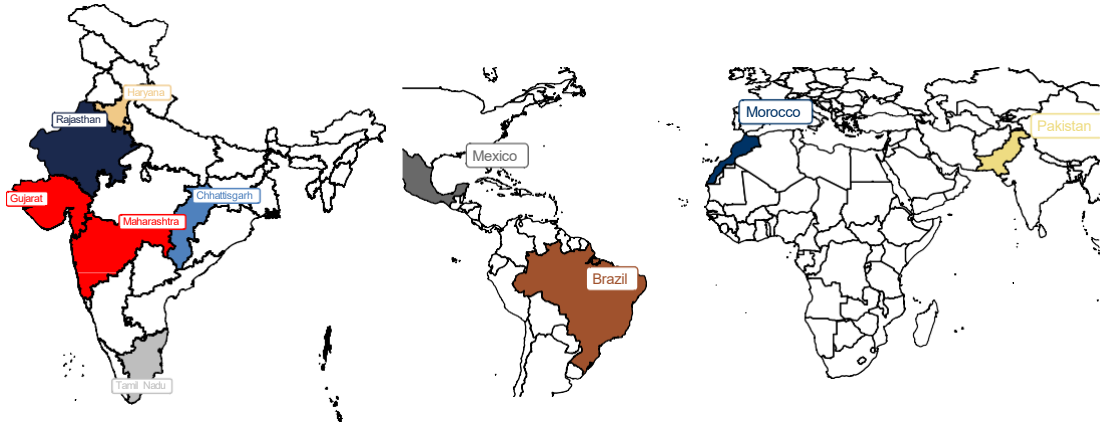 Haryana
Rajasthan
Gujarat
Chhattisgarh
Maharashtra
Tamil Nadu
Mexico
Brazil
Morocco
Pakistan